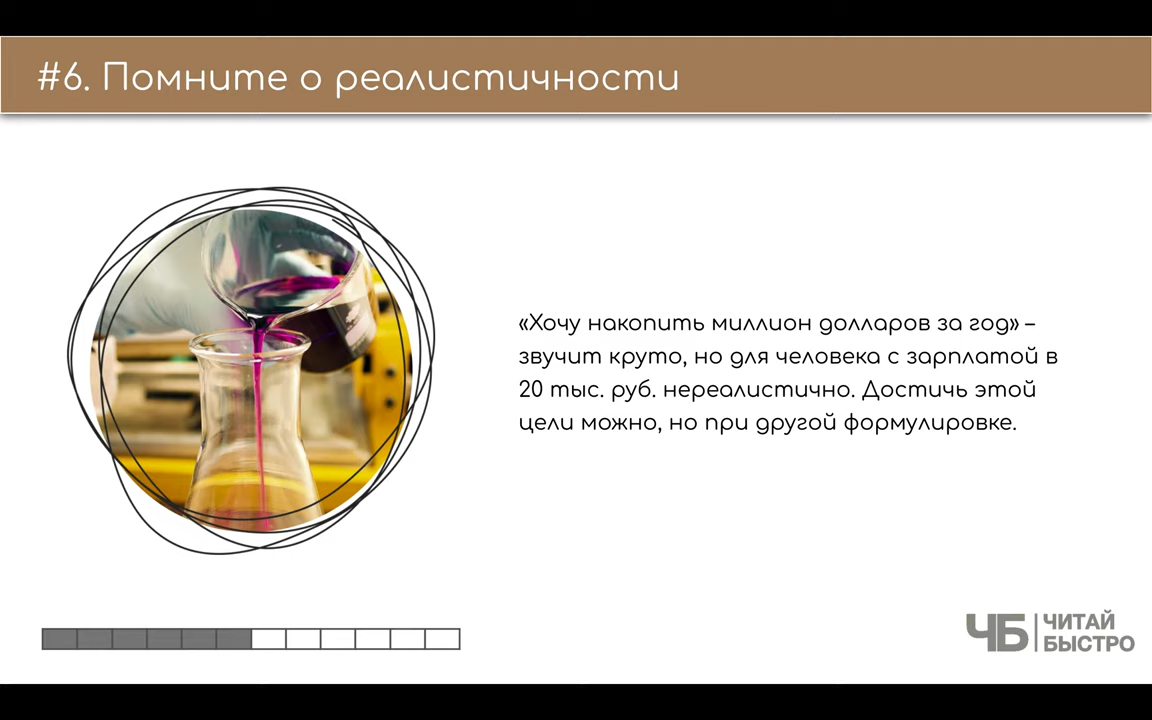 #6. Помните о реалистичности
«Хочу накопить миллион долларов за год» –
звучит круто, но для человека с зарплатой в
20 тыс. руб. нереалистично. Достичь этой
цели можно, но при другой формулировке.
ЧБ ЧИТАЙ
БЫСТРО